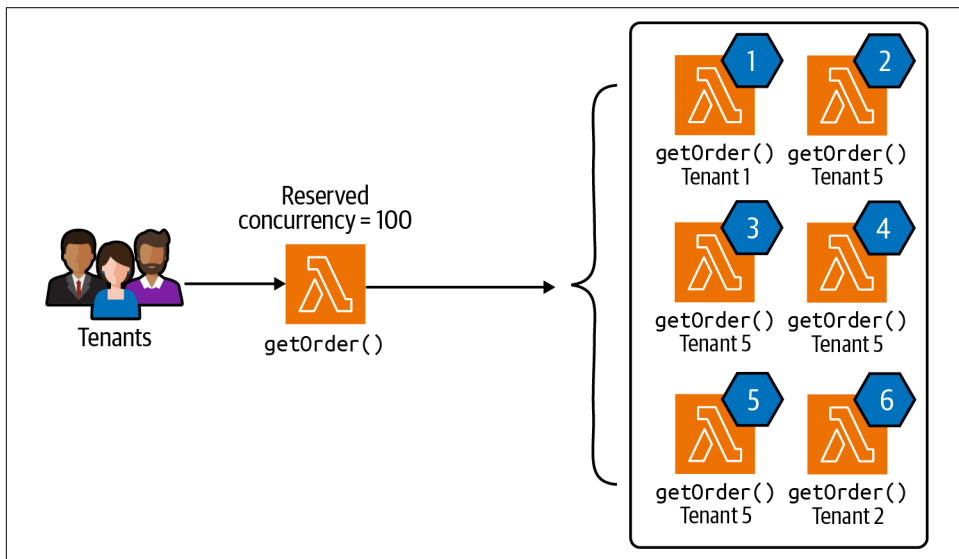 Tenants
Reserved
concurrency = 100
getOrder()
1
getOrder()
Tenant 1
2
getOrder()
Tenant 5
3
getOrder()
Tenant 5
4
getOrder()
Tenant 5
5
getOrder()
Tenant 5
6
getOrder()
Tenant 2